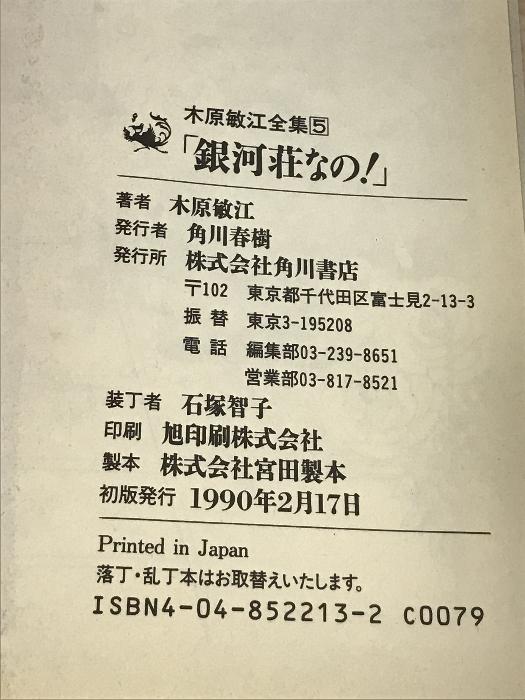 木原敏江全集5
「銀河荘なの!」
著者 木原敏江
発行者 角川春樹
発行所 株式会社角川書店
〒102 東京都千代田区富士見2-13-3
振替 東京3-195208
電話 編集部03-239-8651
営業部03-817-8521
装丁者 石塚智子
印刷 旭印刷株式会社
製本 株式会社宮田製本
初版発行 1990年2月17日
Printed in Japan
落丁・乱丁本はお取替えいたします。
ISBN4-04-852213-2 C0079